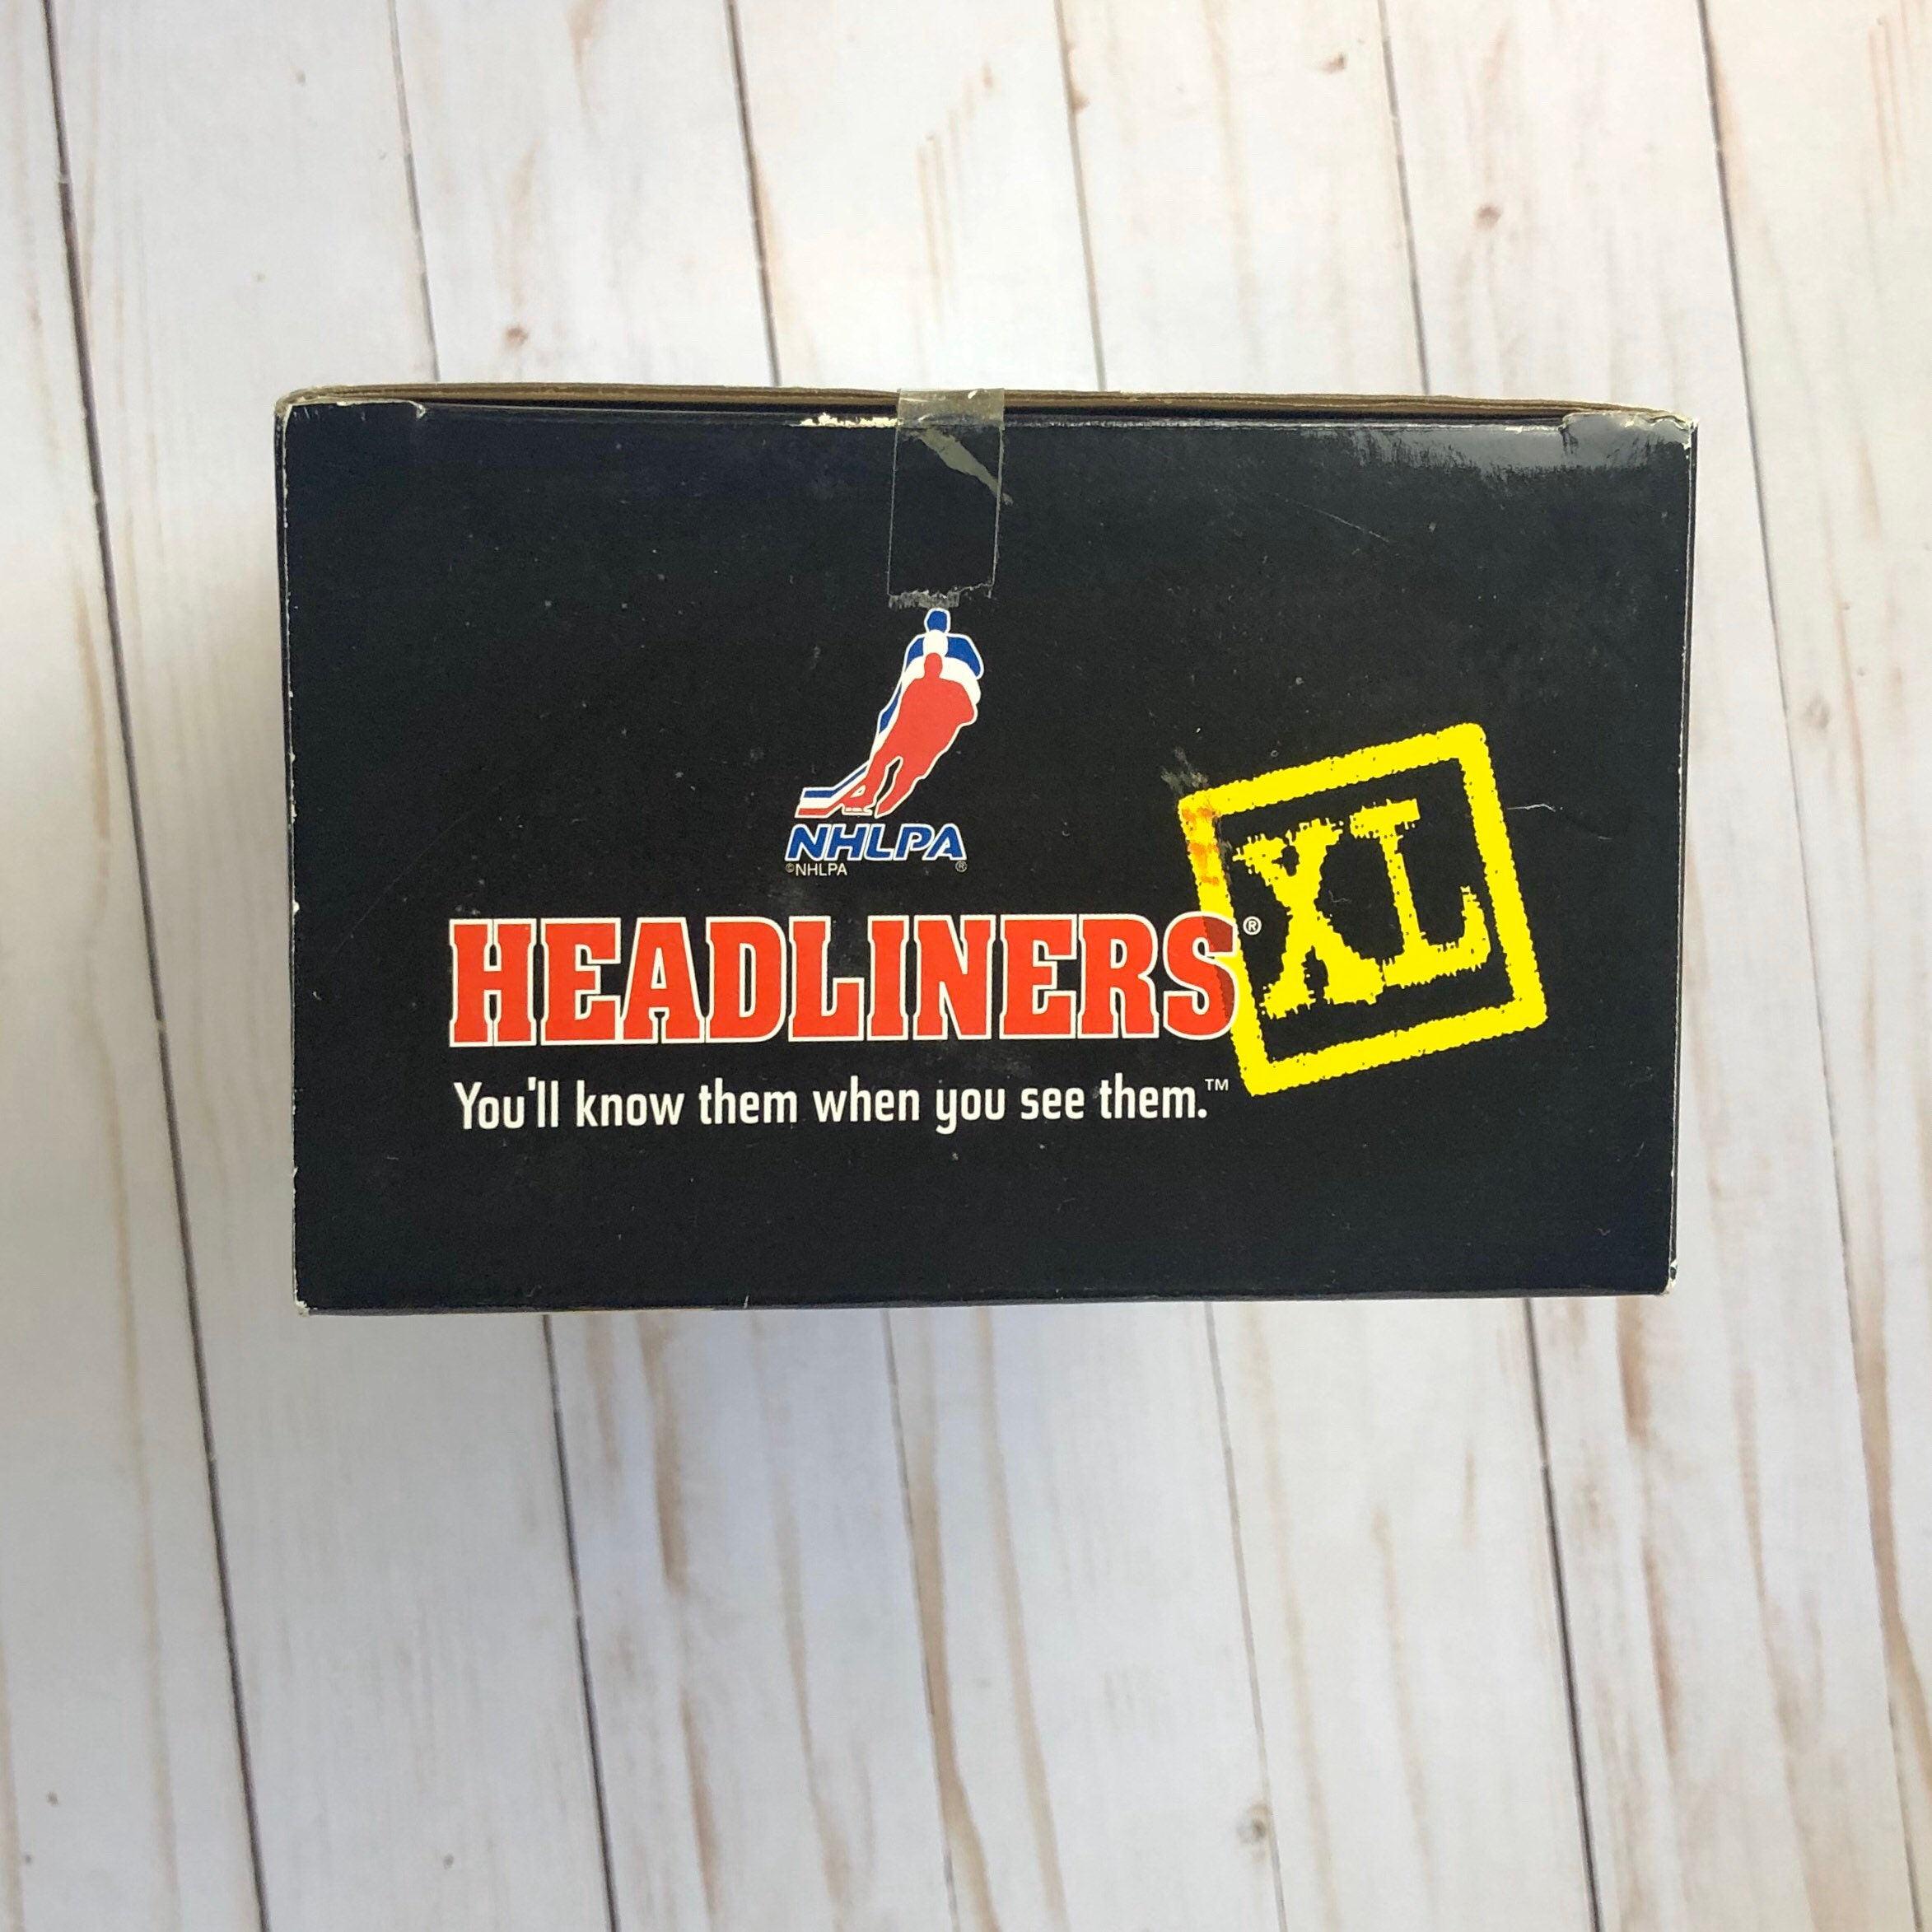 NHLPA
©NHLPA ®
HEADLINERS® XL
You'll know them when you see them.™